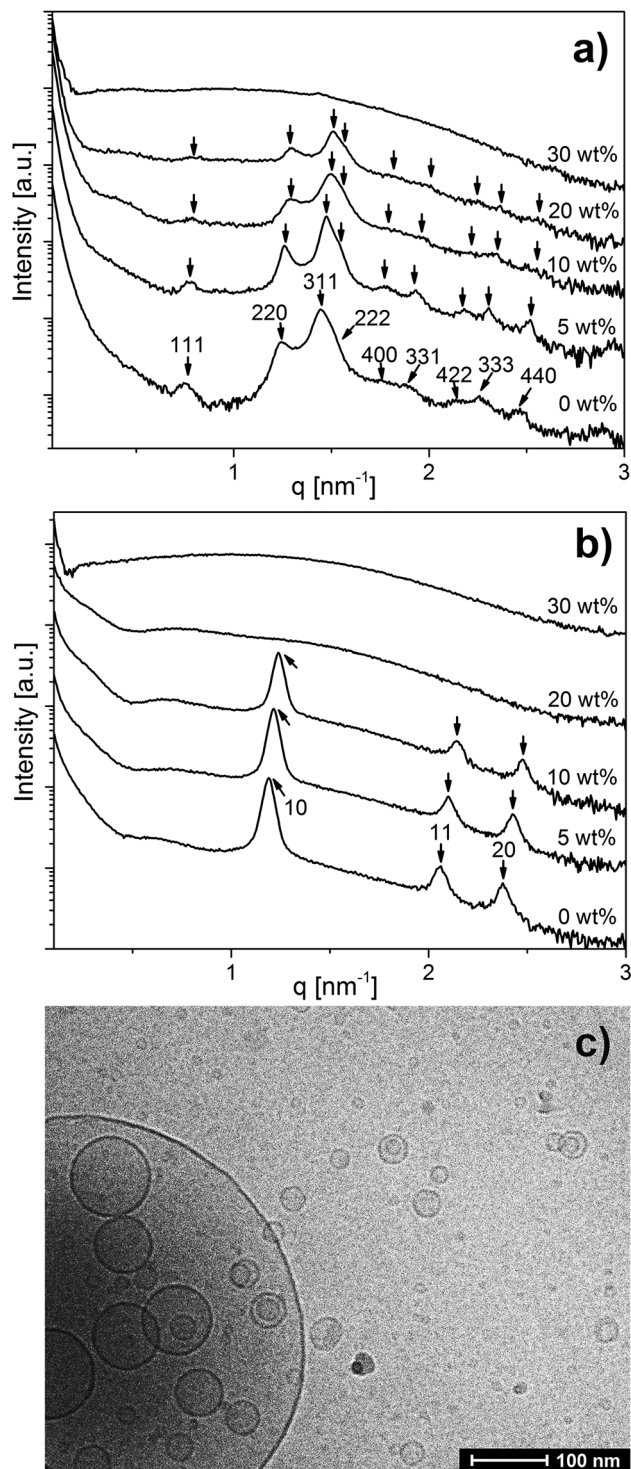 a)
Intensity [a.u.]
30 wt%
20 wt%
10 wt%
5 wt%
0 wt%
111
220
311
222
400
331
422
333
440
1
2
3
q [nm-1]
b)
Intensity [a.u.]
30 wt%
20 wt%
10 wt%
5 wt%
0 wt%
10
11
20
1
2
3
q [nm-1]
c)
100 nm